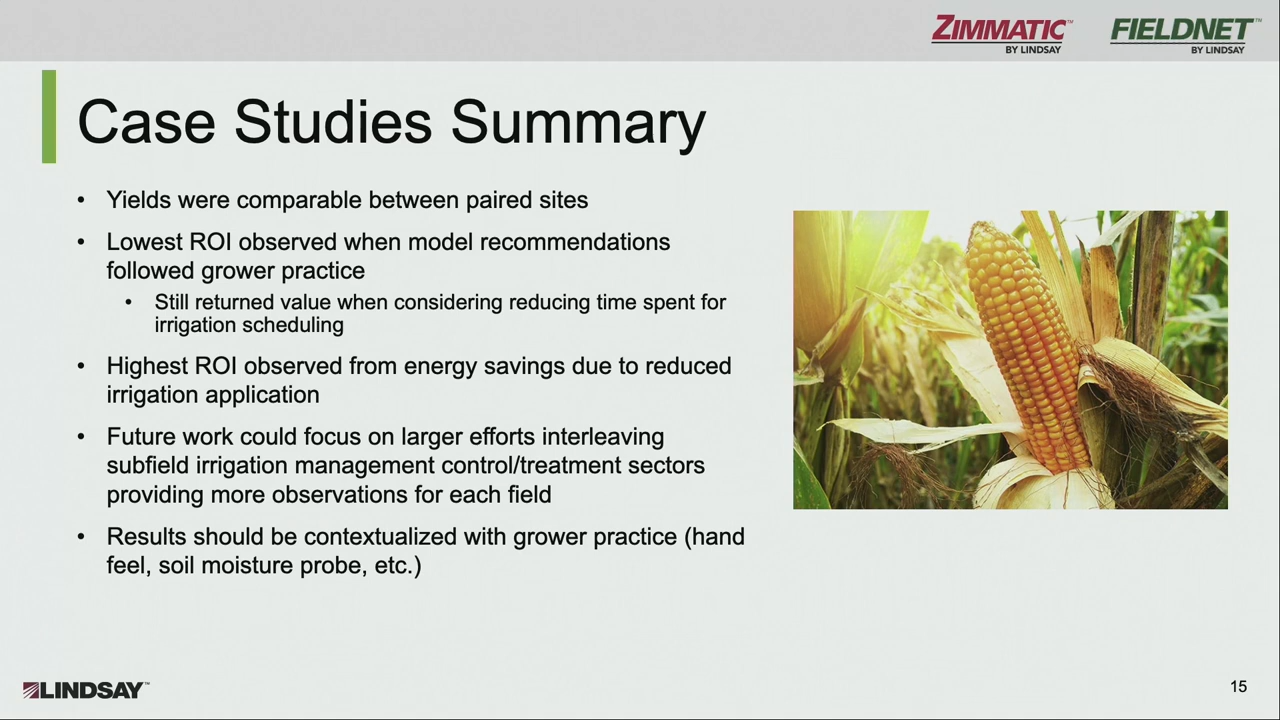 ZIMMATIC™
BY LINDSAY
FIELDNET™
BY LINDSAY
Case Studies Summary
• Yields were comparable between paired sites
• Lowest ROI observed when model recommendations
followed grower practice
• Still returned value when considering reducing time spent for
irrigation scheduling
• Highest ROI observed from energy savings due to reduced
irrigation application
• Future work could focus on larger efforts interleaving
subfield irrigation management control/treatment sectors
providing more observations for each field
• Results should be contextualized with grower practice (hand
feel, soil moisture probe, etc.)
LINDSAY™
15